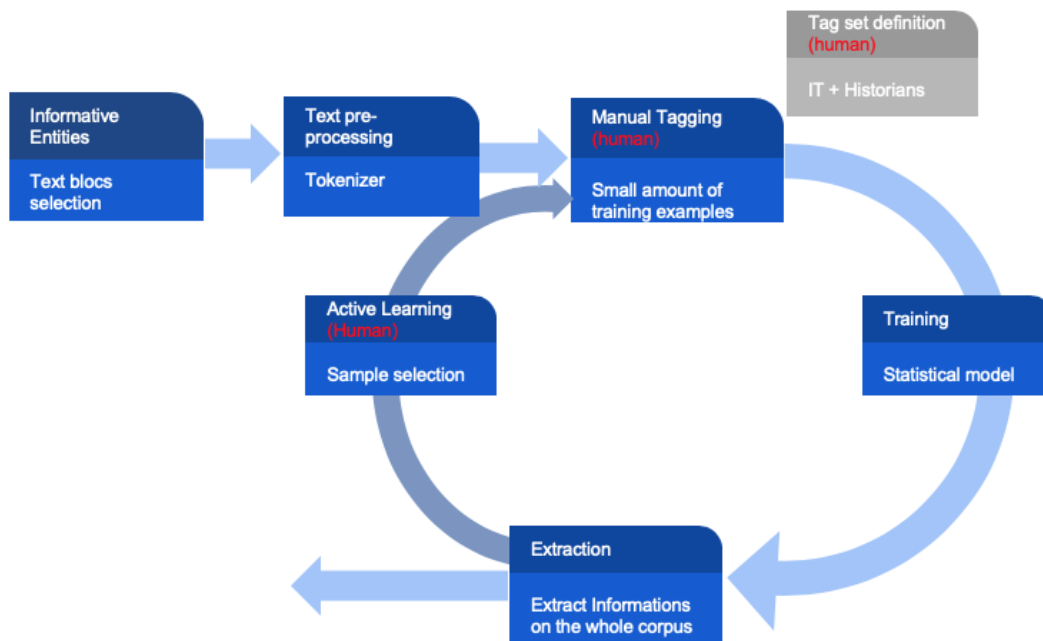 Tag set definition
(human)
IT + Historians
Informative
Entities
Text blocs
selection
Text pre-
processing
Tokenizer
Manual Tagging
(human)
Small amount of
training examples
Active Learning
(Human)
Sample selection
Training
Statistical model
Extraction
Extract Informations
on the whole corpus